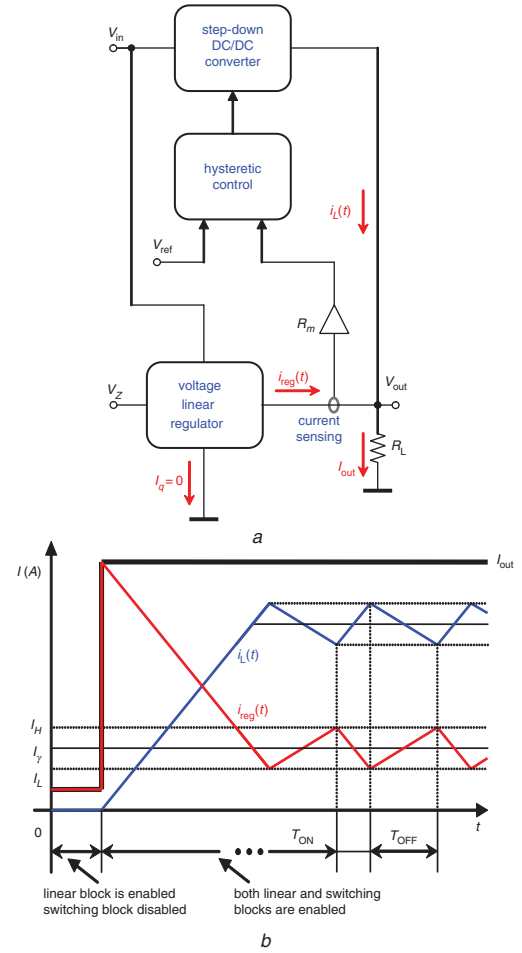 V_in
step-down
DC/DC
converter
hysteretic
control
i_L(t)
V_ref
R_m
V_Z
voltage
linear
regulator
i_reg(t)
V_out
current
sensing
R_L
I_q = 0
I_out
a
I (A)
I_out
i_L(t)
i_reg(t)
I_H
I_γ
I_L
0
t
T_ON
T_OFF
linear block is enabled
switching block disabled
both linear and switching
blocks are enabled
b